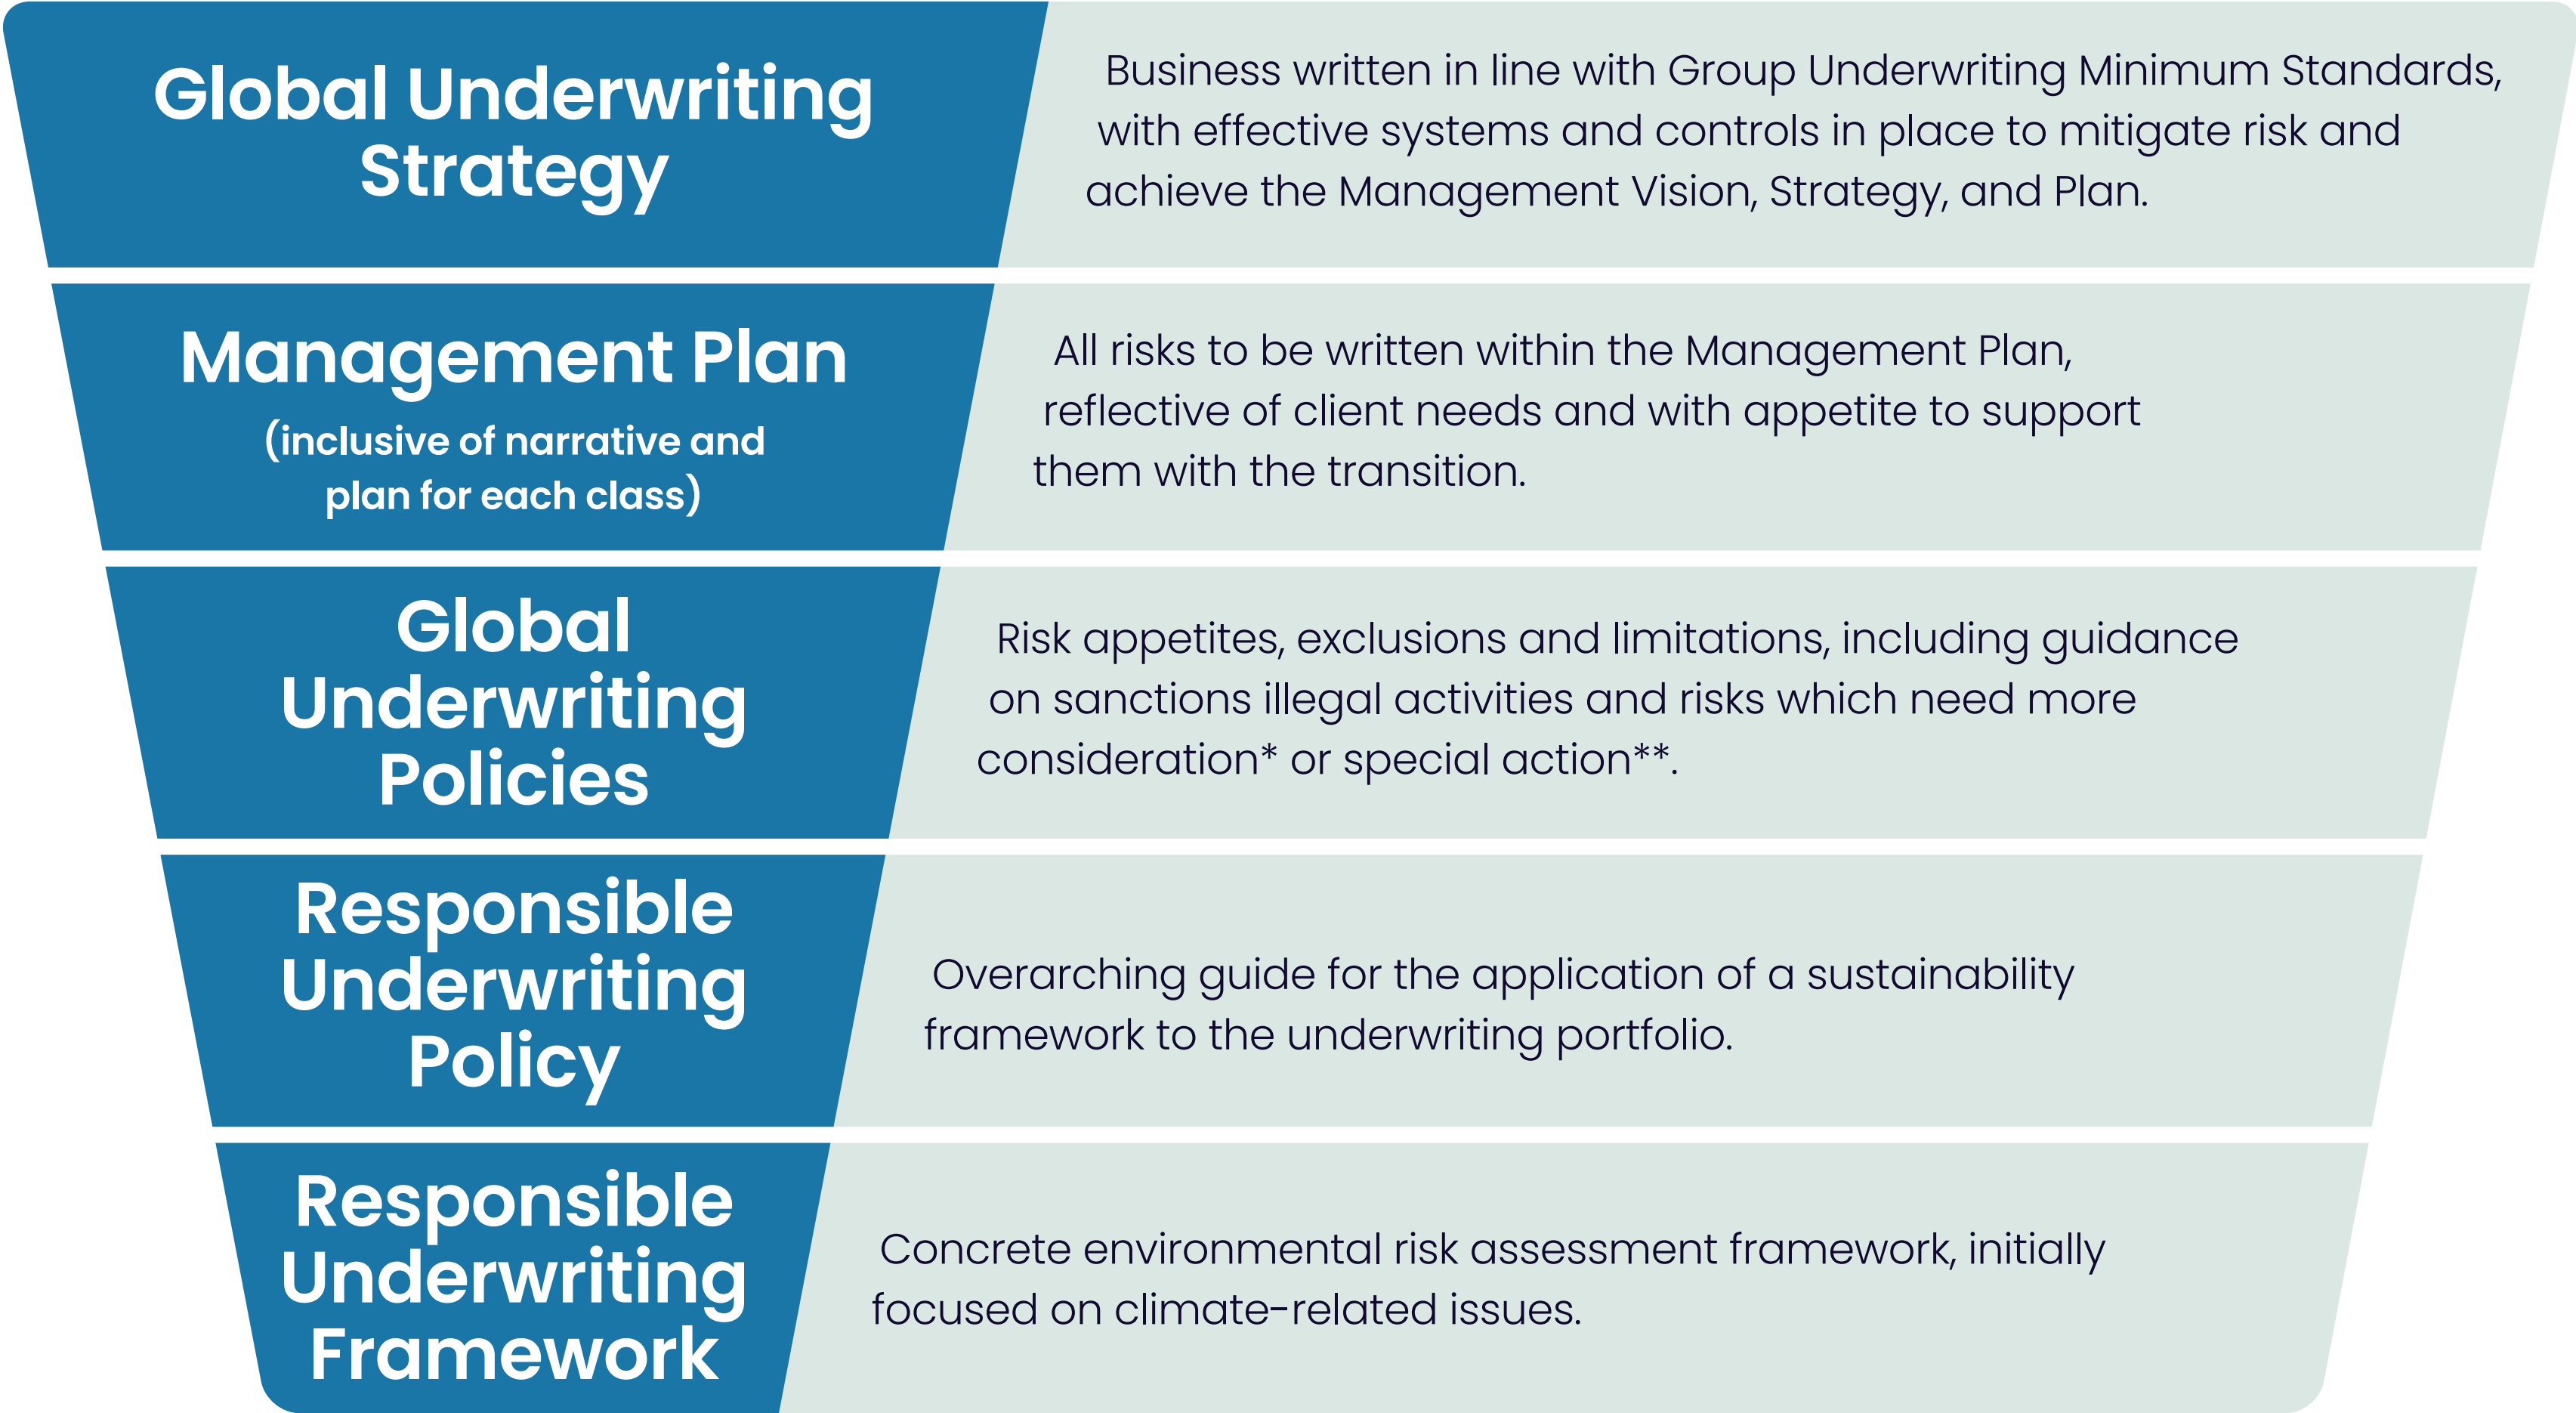 Global Underwriting
Strategy
Business written in line with Group Underwriting Minimum Standards,
with effective systems and controls in place to mitigate risk and
achieve the Management Vision, Strategy, and Plan.
Management Plan
(inclusive of narrative and
plan for each class)
All risks to be written within the Management Plan,
reflective of client needs and with appetite to support
them with the transition.
Global
Underwriting
Policies
Risk appetites, exclusions and limitations, including guidance
on sanctions illegal activities and risks which need more
consideration* or special action**.
Responsible
Underwriting
Policy
Overarching guide for the application of a sustainability
framework to the underwriting portfolio.
Responsible
Underwriting
Framework
Concrete environmental risk assessment framework, initially
focused on climate-related issues.